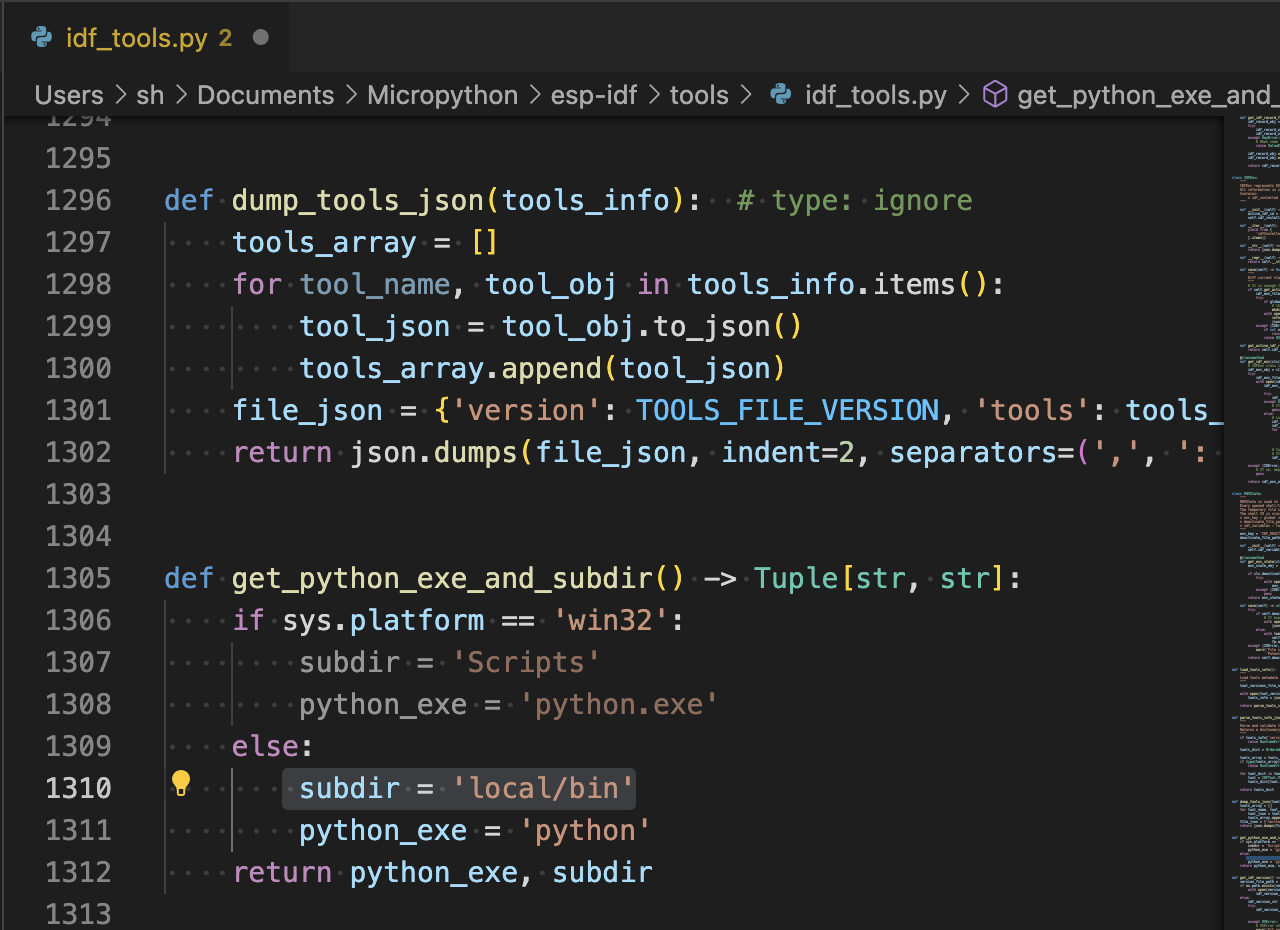 idf_tools.py 2
Users > sh > Documents > Micropython > esp-idf > tools > idf_tools.py > get_python_exe_and_
1294
1295
1296 def dump_tools_json(tools_info):  # type: ignore
1297     tools_array = []
1298     for tool_name, tool_obj in tools_info.items():
1299         tool_json = tool_obj.to_json()
1300         tools_array.append(tool_json)
1301     file_json = {'version': TOOLS_FILE_VERSION, 'tools': tools_
1302     return json.dumps(file_json, indent=2, separators=(',', ':
1303
1304
1305 def get_python_exe_and_subdir() -> Tuple[str, str]:
1306     if sys.platform == 'win32':
1307         subdir = 'Scripts'
1308         python_exe = 'python.exe'
1309     else:
1310         subdir = 'local/bin'
1311         python_exe = 'python'
1312     return python_exe, subdir
1313